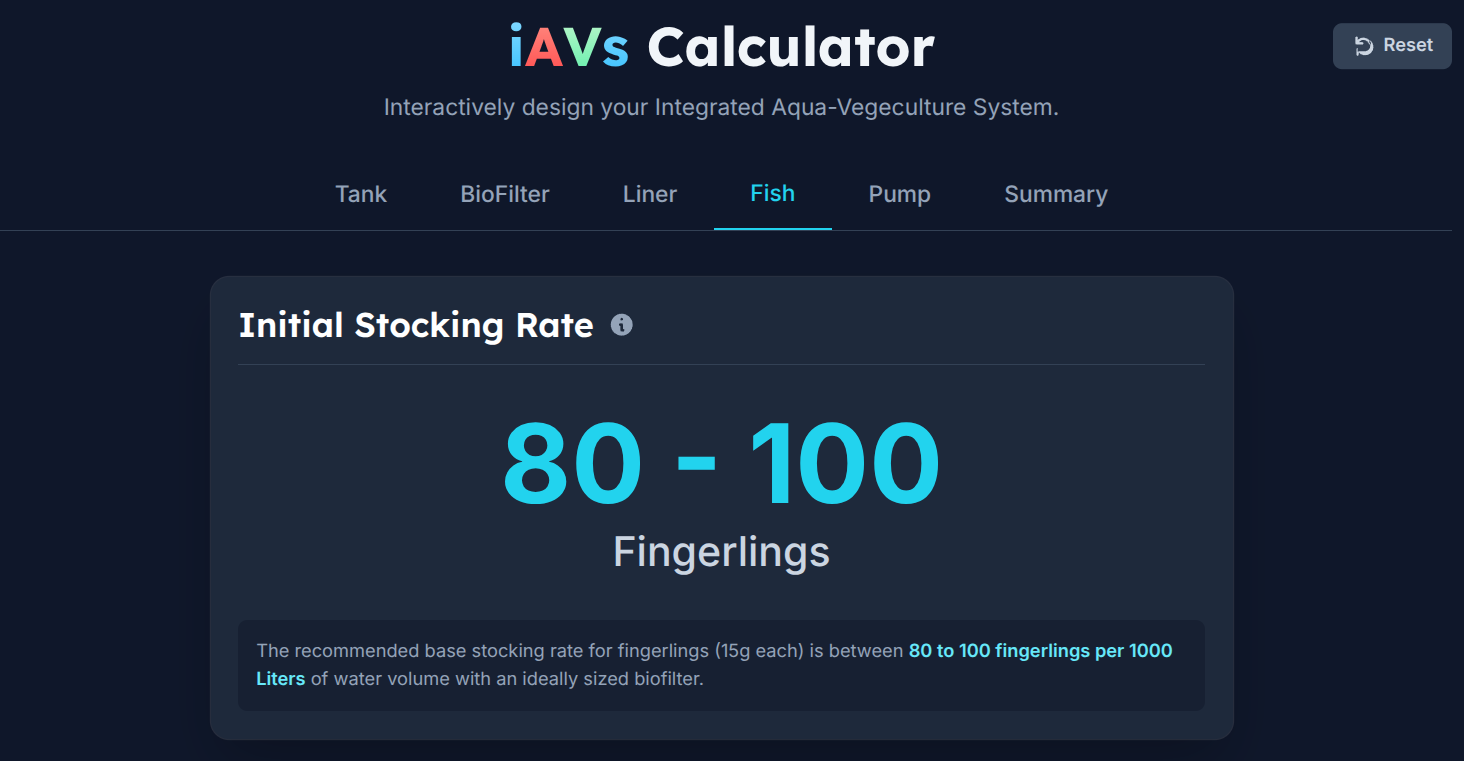 iAVs Calculator
Reset
Interactively design your Integrated Aqua-Vegeculture System.
Tank BioFilter Liner Fish Pump Summary
Initial Stocking Rate
80 - 100
Fingerlings
The recommended base stocking rate for fingerlings (15g each) is between 80 to 100 fingerlings per 1000
Liters of water volume with an ideally sized biofilter.